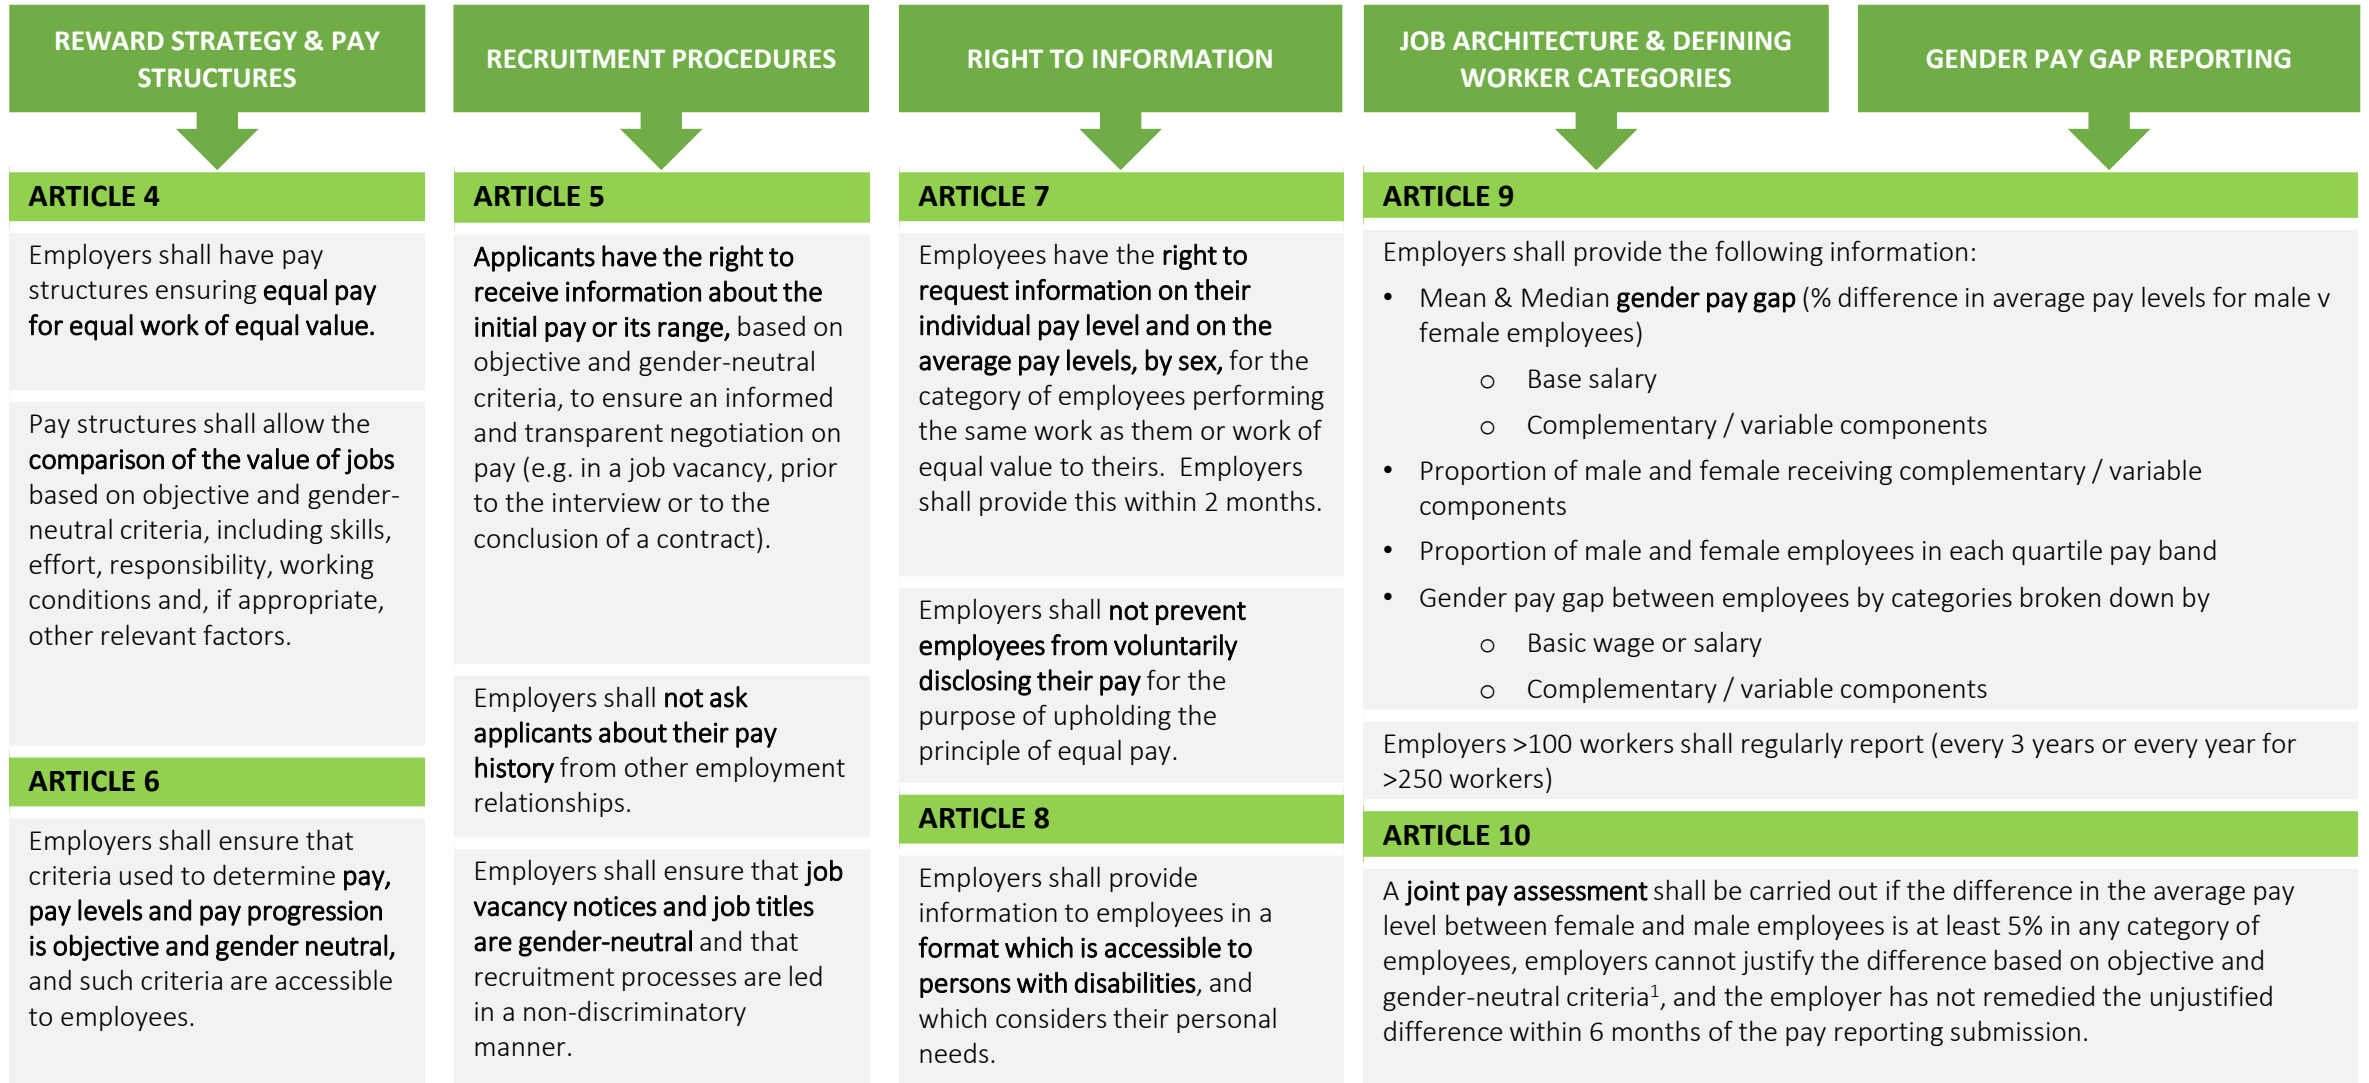 REWARD STRATEGY & PAY
STRUCTURES
ARTICLE 4
Employers shall have pay
structures ensuring equal pay
for equal work of equal value.
Pay structures shall allow the
comparison of the value of jobs
based on objective and gender-
neutral criteria, including skills,
effort, responsibility, working
conditions and, if appropriate,
other relevant factors.
ARTICLE 6
Employers shall ensure that
criteria used to determine pay,
pay levels and pay progression
is objective and gender neutral,
and such criteria are accessible
to employees.
RECRUITMENT PROCEDURES
ARTICLE 5
Applicants have the right to
receive information about the
initial pay or its range, based on
objective and gender-neutral
criteria, to ensure an informed
and transparent negotiation on
pay (e.g. in a job vacancy, prior
to the interview or to the
conclusion of a contract).
Employers shall not ask
applicants about their pay
history from other employment
relationships.
Employers shall ensure that job
vacancy notices and job titles
are gender-neutral and that
recruitment processes are led
in a non-discriminatory
manner.
RIGHT TO INFORMATION
ARTICLE 7
Employees have the right to
request information on their
individual pay level and on the
average pay levels, by sex, for the
category of employees performing
the same work as them or work of
equal value to theirs.  Employers
shall provide this within 2 months.
Employers shall not prevent
employees from voluntarily
disclosing their pay for the
purpose of upholding the
principle of equal pay.
ARTICLE 8
Employers shall provide
information to employees in a
format which is accessible to
persons with disabilities, and
which considers their personal
needs.
JOB ARCHITECTURE & DEFINING
WORKER CATEGORIES
GENDER PAY GAP REPORTING
ARTICLE 9
Employers shall provide the following information:
• Mean & Median gender pay gap (% difference in average pay levels for male v
female employees)
o Base salary
o Complementary / variable components
• Proportion of male and female receiving complementary / variable
components
• Proportion of male and female employees in each quartile pay band
• Gender pay gap between employees by categories broken down by
o Basic wage or salary
o Complementary / variable components
Employers >100 workers shall regularly report (every 3 years or every year for
>250 workers)
ARTICLE 10
A joint pay assessment shall be carried out if the difference in the average pay
level between female and male employees is at least 5% in any category of
employees, employers cannot justify the difference based on objective and
gender-neutral criteria¹, and the employer has not remedied the unjustified
difference within 6 months of the pay reporting submission.